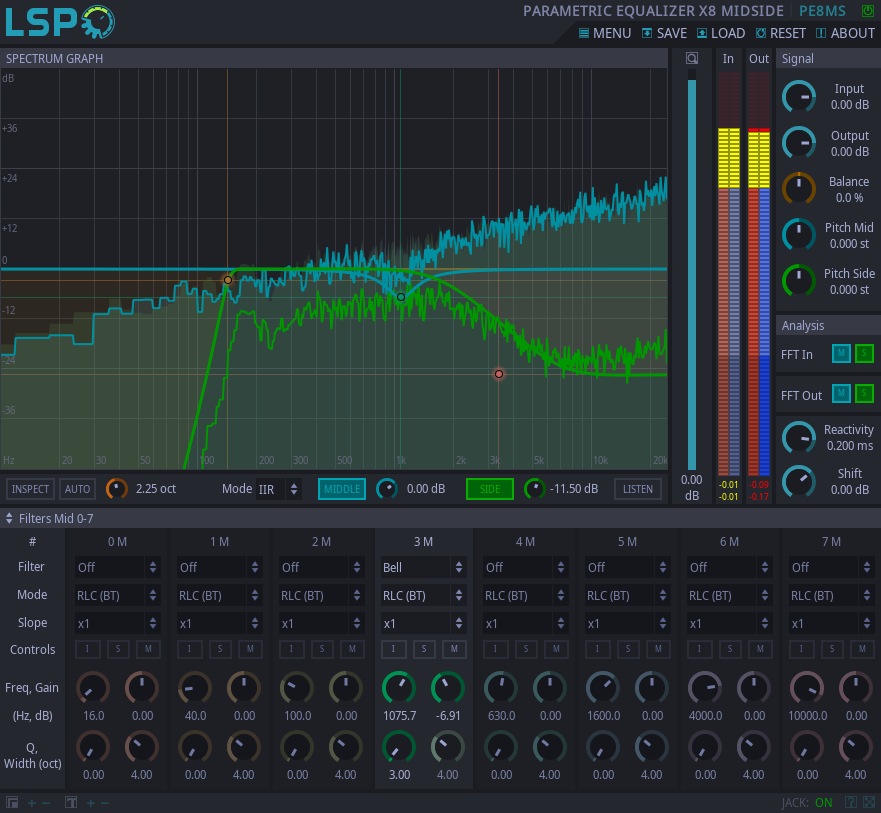 LSP
PARAMETRIC EQUALIZER X8 MIDSIDE PE8MS
MENU SAVE LOAD RESET ABOUT
SPECTRUM GRAPH
In Out
Signal
dB
+36
+24
+12
0
-12
-24
-36
Hz 20 30 50 100 200 300 500 1k 2k 3k 5k 10k 20k
Input
0.00 dB
Output
0.00 dB
Balance
0.0 %
Pitch Mid
0.000 st
Pitch Side
0.000 st
Analysis
FFT In M S
FFT Out M S
Reactivity
0.200 ms
Shift
0.00 dB
0.00
dB
-0.01 -0.09
-0.01 -0.17
INSPECT AUTO 2.25 oct Mode IIR MIDDLE 0.00 dB SIDE -11.50 dB LISTEN
Filters Mid 0-7
# 0 M 1 M 2 M 3 M 4 M 5 M 6 M 7 M
Filter Off Off Off Bell Off Off Off Off
Mode RLC (BT) RLC (BT) RLC (BT) RLC (BT) RLC (BT) RLC (BT) RLC (BT) RLC (BT)
Slope x1 x1 x1 x1 x1 x1 x1 x1
Controls I S M I S M I S M I S M I S M I S M I S M I S M
Freq, Gain
(Hz, dB) 16.0 0.00 40.0 0.00 100.0 0.00 1075.7 -6.91 630.0 0.00 1600.0 0.00 4000.0 0.00 10000.0 0.00
Q,
Width (oct)
0.00 4.00 0.00 4.00 0.00 4.00 3.00 4.00 0.00 4.00 0.00 4.00 0.00 4.00 0.00 4.00
JACK: ON